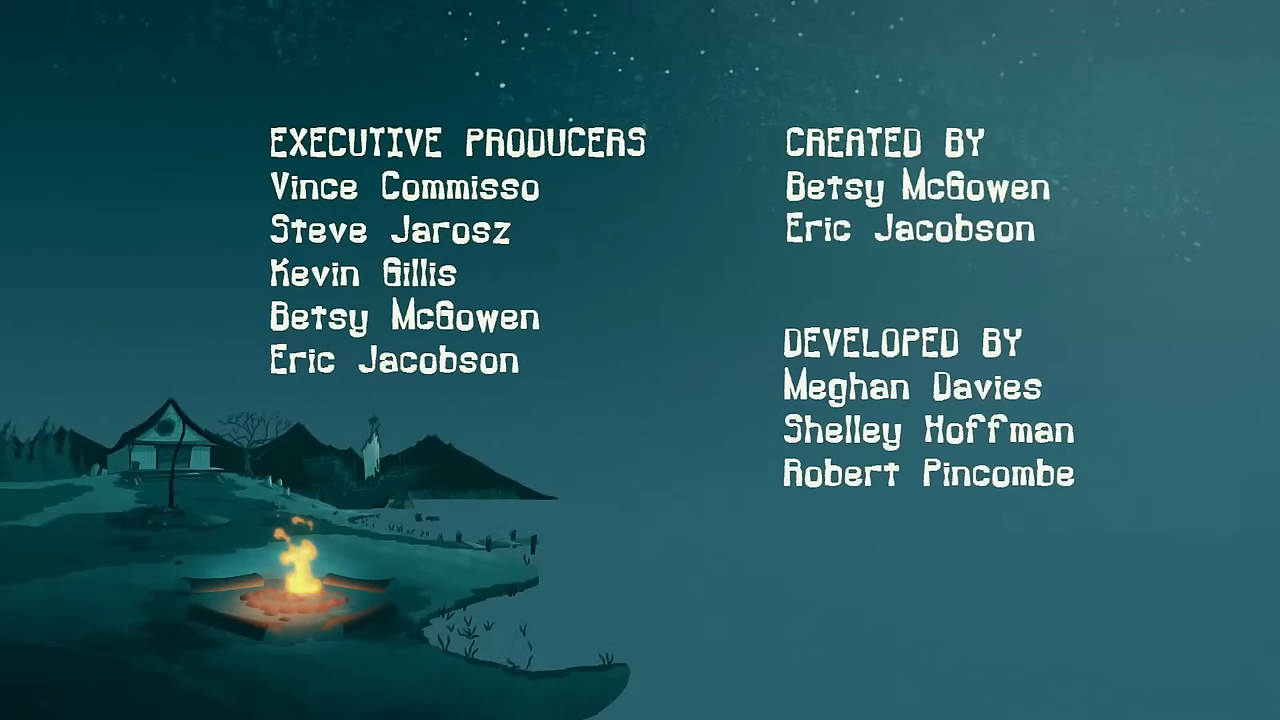 EXECUTIVE PRODUCERS
Vince Commisso
Steve Jarosz
Kevin Gillis
Betsy McGowen
Eric Jacobson
CREATED BY
Betsy McGowen
Eric Jacobson
DEVELOPED BY
Meghan Davies
Shelley Hoffman
Robert Pincombe